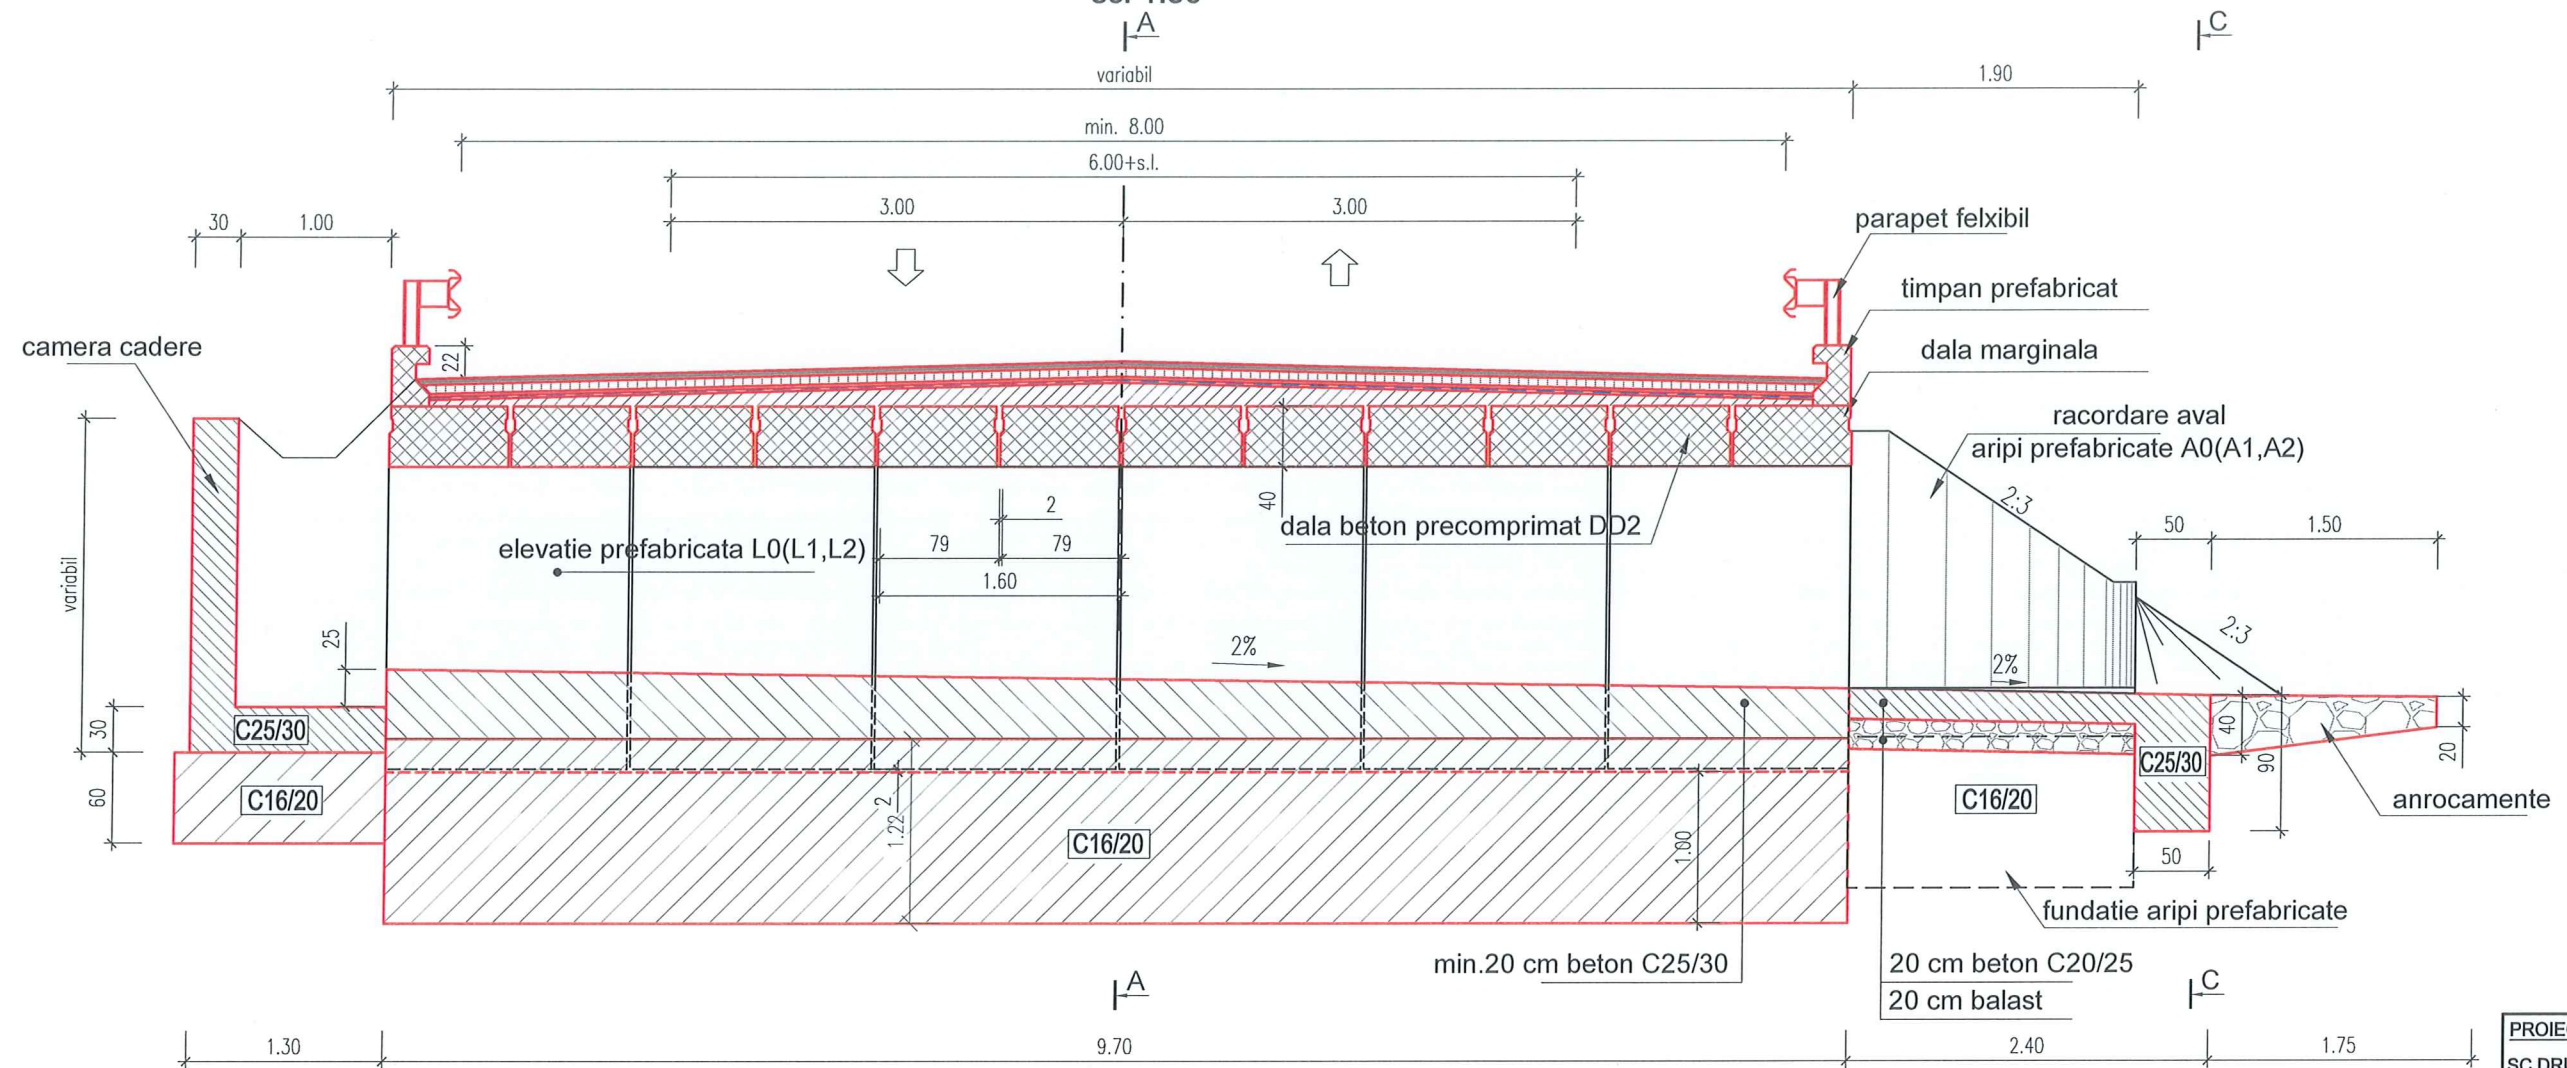 A
C
variabil
1.90
min. 8.00
6.00+s.l.
3.00
3.00
30
1.00
parapet felxibil
timpan prefabricat
dala marginala
camera cadere
22
racordare aval
aripi prefabricate A0(A1,A2)
2:3
40
2
dala beton precomprimat DD2
50
1.50
elevatie prefabricata L0(L1,L2)
79
79
1.60
variabil
25
2%
2:3
2%
30
C25/30
40
90
20
C25/30
60
C16/20
2
1.22
C16/20
1.00
C16/20
anrocamente
50
fundatie aripi prefabricate
min.20 cm beton C25/30
20 cm beton C20/25
20 cm balast
A
C
1.30
9.70
2.40
1.75